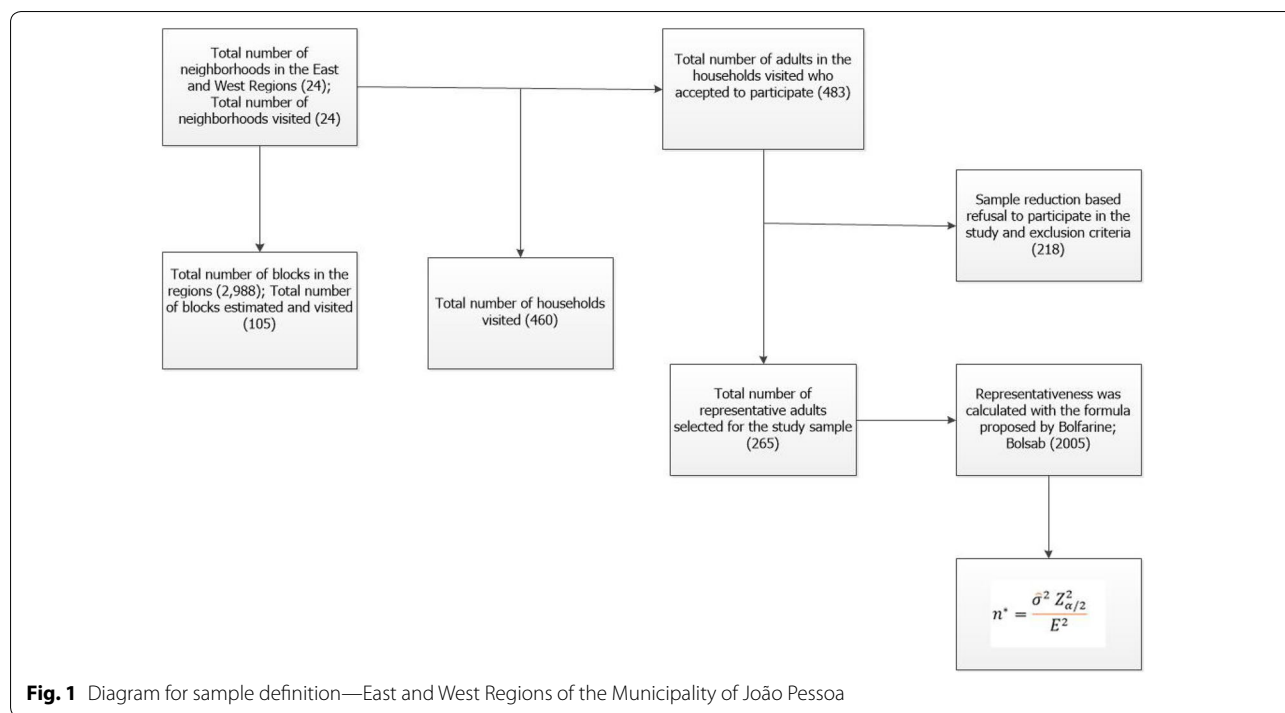 Total number of
neighborhoods in the East
and West Regions (24);
Total number of
neighborhoods visited (24)
Total number of adults in the
households visited who
accepted to participate (483)
Sample reduction based
refusal to participate in the
study and exclusion criteria
(218)
Total number of blocks in the
regions (2,988); Total number
of blocks estimated and visited
(105)
Total number of households
visited (460)
Total number of
representative adults
selected for the study sample
(265)
Representativeness was
calculated with the formula
proposed by Bolfarine;
Bolsab (2005)
n* = σ̂² Z²α/2 / E²
Fig. 1 Diagram for sample definition—East and West Regions of the Municipality of João Pessoa